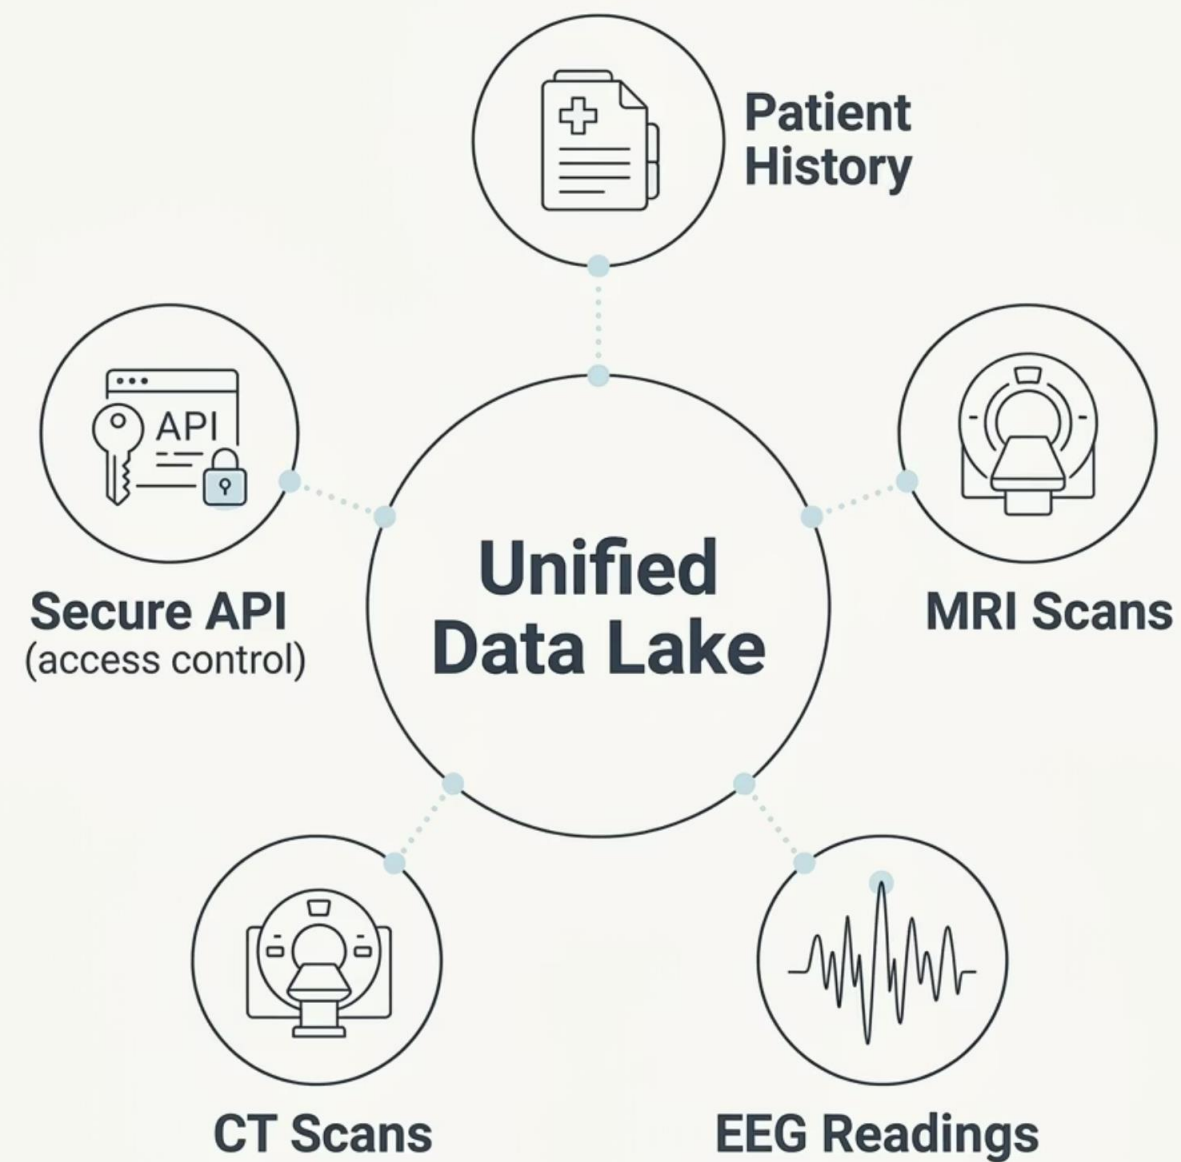 Patient
History
API
Secure API
(access control)
Unified
Data Lake
MRI Scans
CT Scans
EEG Readings